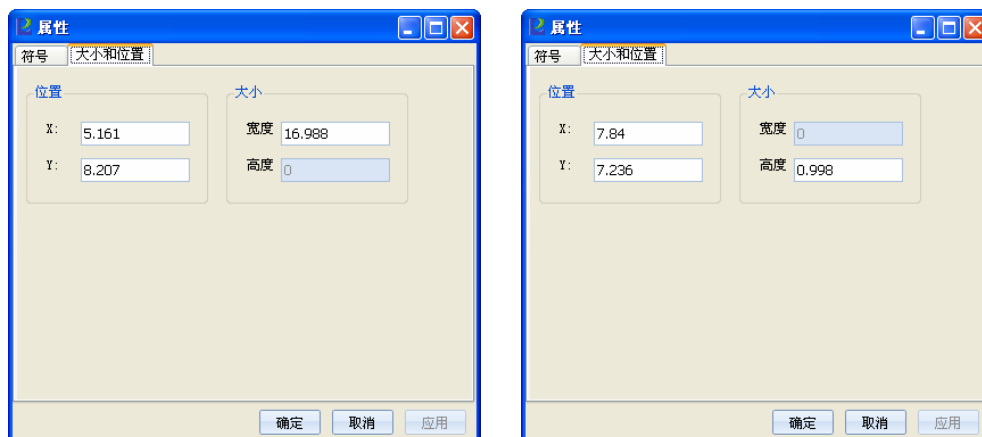 属性
符号 大小和位置
位置 大小
X: 5.161 宽度 16.988
Y: 8.207 高度 0
确定 取消 应用
属性
符号 大小和位置
位置 大小
X: 7.84 宽度 0
Y: 7.236 高度 0.998
确定 取消 应用